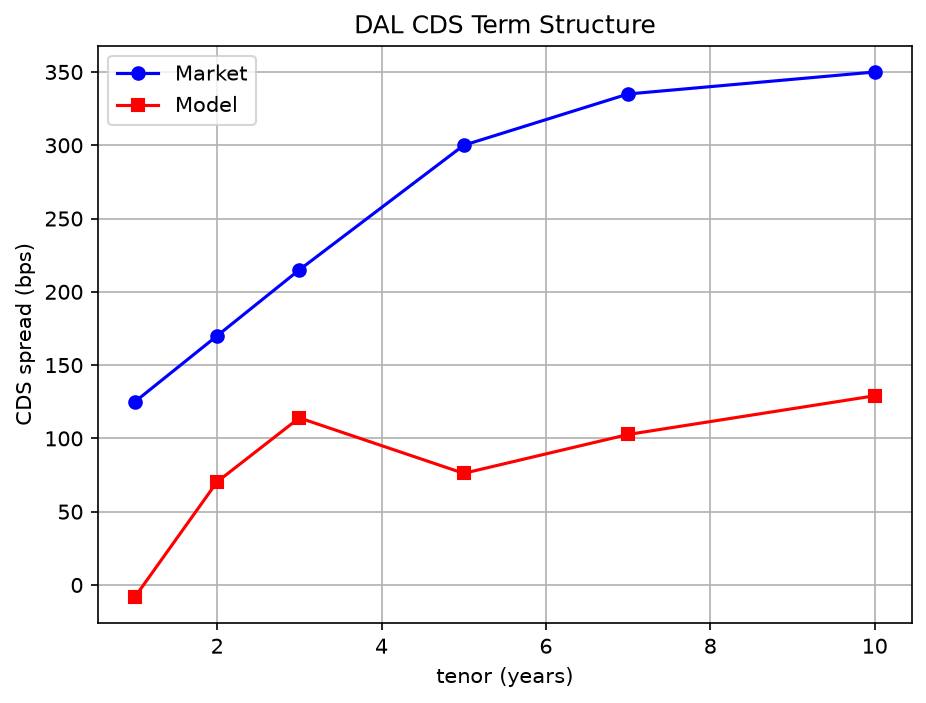 DAL CDS Term Structure
Market
Model
CDS spread (bps)
350
300
250
200
150
100
50
0
2
4
6
8
10
tenor (years)